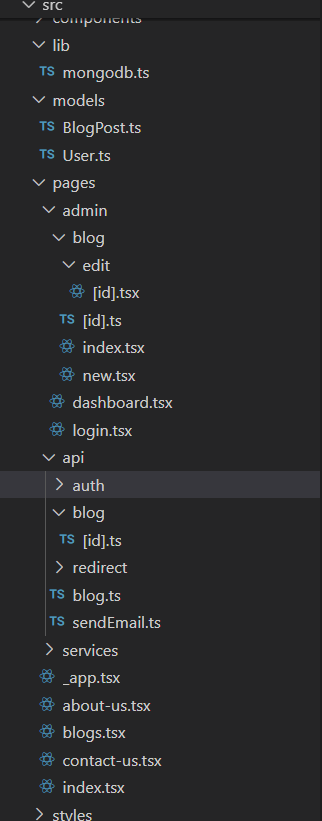 src
components
lib
TS mongodb.ts
models
TS BlogPost.ts
TS User.ts
pages
admin
blog
edit
[id].tsx
TS [id].ts
index.tsx
new.tsx
dashboard.tsx
login.tsx
api
auth
blog
TS [id].ts
redirect
TS blog.ts
TS sendEmail.ts
services
_app.tsx
about-us.tsx
blogs.tsx
contact-us.tsx
index.tsx
styles